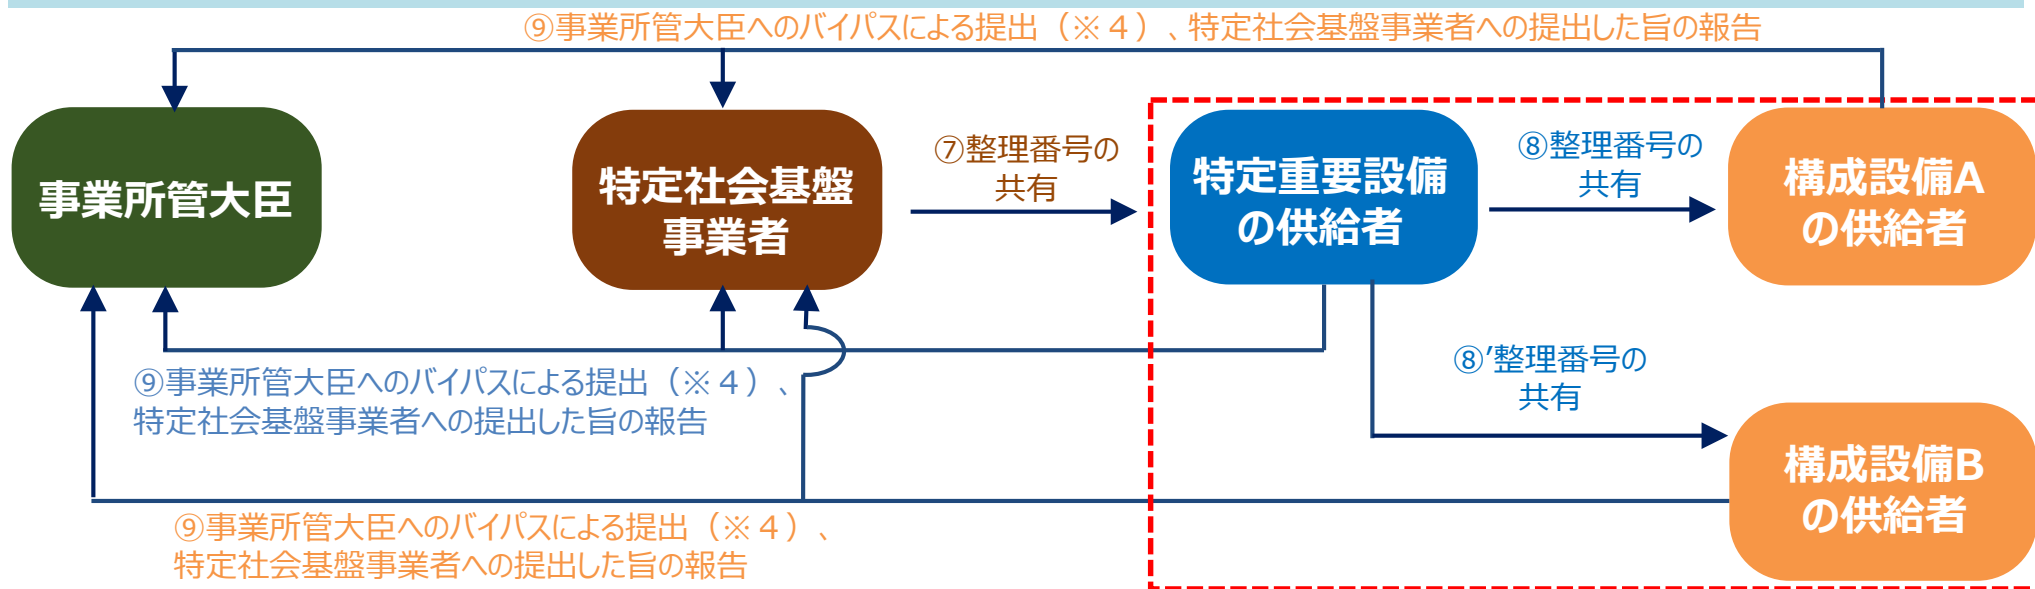 ⑨事業所管大臣へのバイパスによる提出（※４）、特定社会基盤事業者への提出した旨の報告
事業所管大臣
特定社会基盤
事業者
⑦整理番号の
共有
特定重要設備
の供給者
⑧整理番号の
共有
構成設備A
の供給者
⑨事業所管大臣へのバイパスによる提出（※４）、
特定社会基盤事業者への提出した旨の報告
⑧’整理番号の
共有
構成設備B
の供給者
⑨事業所管大臣へのバイパスによる提出（※４）、
特定社会基盤事業者への提出した旨の報告